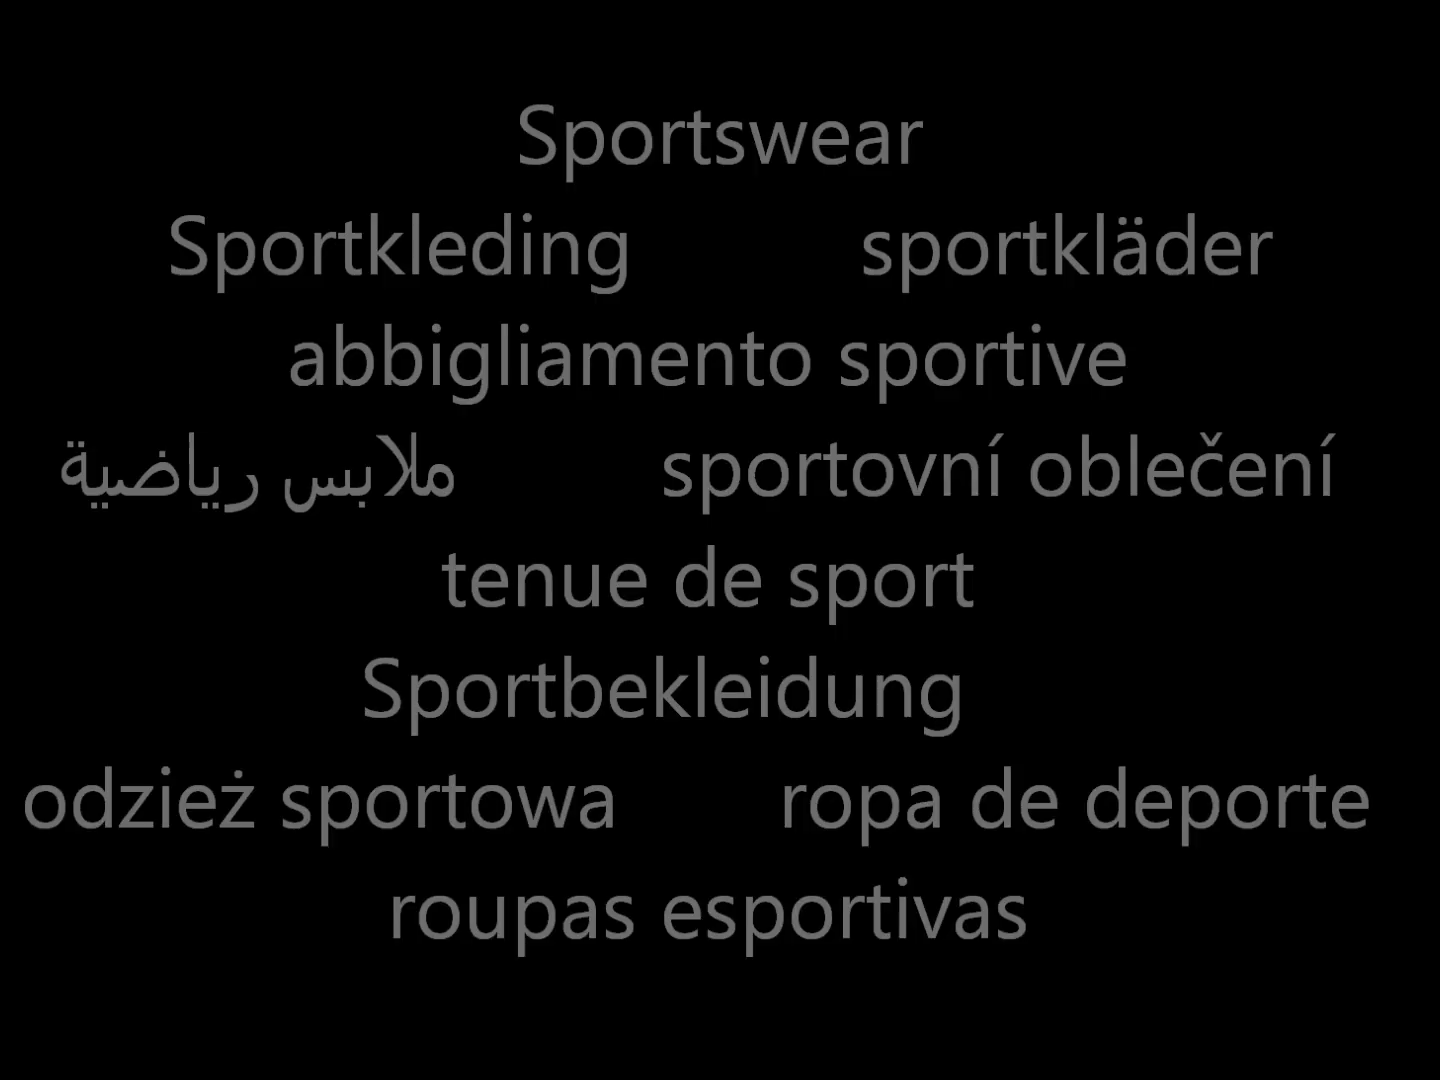 Sportswear
Sportkleding sportkläder
abbigliamento sportive
ملابس رياضية sportovní oblečení
tenue de sport
Sportbekleidung
odzież sportowa ropa de deporte
roupas esportivas